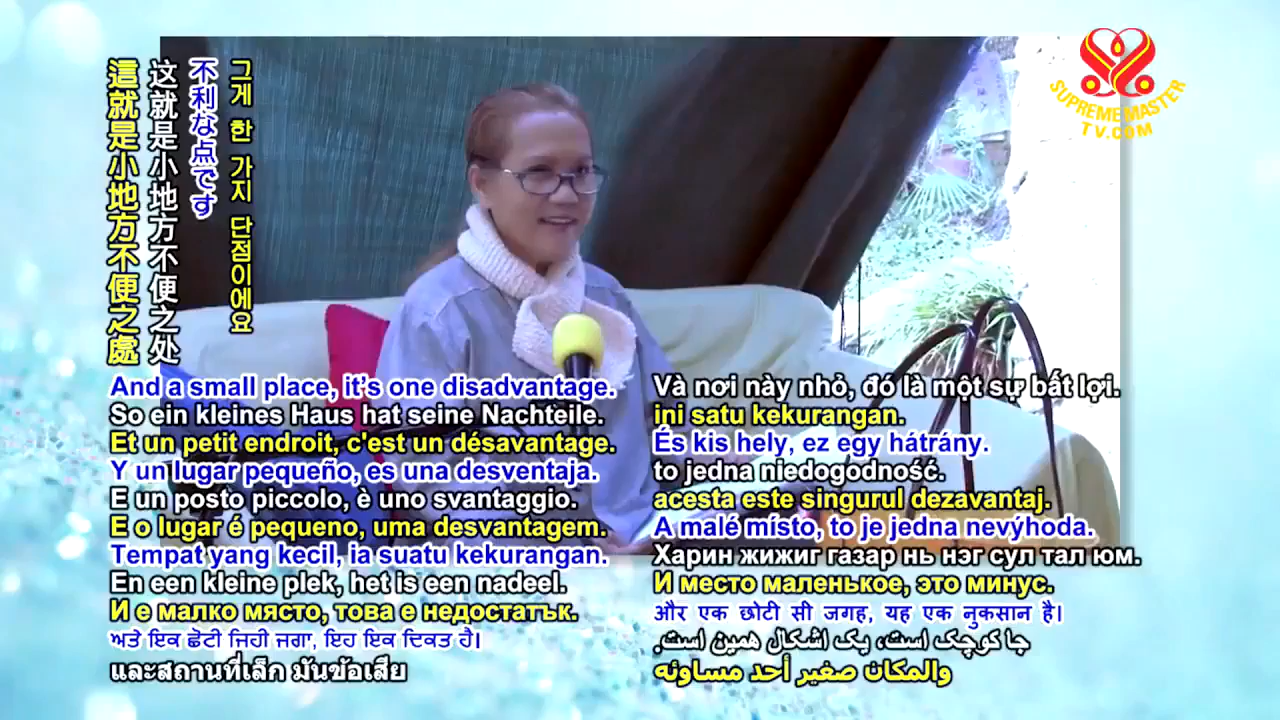 這就是小地方不便之處
这就是小地方不便之处
不利な点です
그게 한 가지 단점이에요
SUPREME MASTER
TV.COM
And a small place, it's one disadvantage.
So ein kleines Haus hat seine Nachteile.
Et un petit endroit, c'est un désavantage.
Y un lugar pequeño, es una desventaja.
E un posto piccolo, è uno svantaggio.
E o lugar é pequeno, uma desvantagem.
Tempat yang kecil, ia suatu kekurangan.
En een kleine plek, het is een nadeel.
И е малко място, това е недостатък.
ਅਤੇ ਇਕ ਛੋਟੀ ਜਿਹੀ ਜਗਾ, ਇਹ ਇਕ ਦਿਕਤ ਹੈ।
และสถานที่เล็ก มันข้อเสีย
Và nơi này nhỏ, đó là một sự bất lợi.
ini satu kekurangan.
És kis hely, ez egy hátrány.
to jedna niedogodność.
acesta este singurul dezavantaj.
A malé místo, to je jedna nevýhoda.
Харин жижиг газар нь нэг сул тал юм.
И место маленькое, это минус.
और एक छोटी सी जगह, यह एक नुकसान है।
جا کوچک است، یک اشکال همین است.
والمكان صغير أحد مساوئه